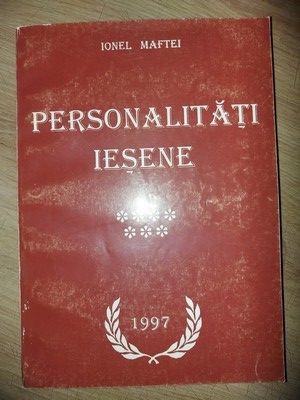 IONEL MAFTEI
PERSONALITĂȚI
IEȘENE
1997